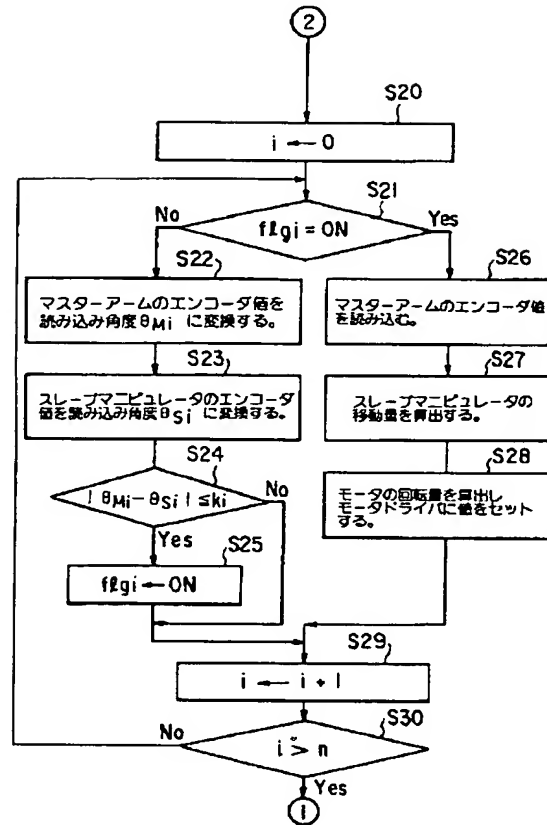 2
S20
i ← 0
S21
flgi = ON
No
Yes
S22
マスターアームのエンコーダ値を
読み込み角度θMi に変換する。
S23
スレーブマニピュレータのエンコーダ
値を読み込み角度θSi に変換する。
S24
| θMi − θSi | ≤ ki
No
Yes
S25
flgi ← ON
S26
マスターアームのエンコーダ値
を読み込む。
S27
スレーブマニピュレータの
移動量を算出する。
S28
モータの回転量を算出し
モータドライバに値をセット
する。
S29
i ← i + 1
S30
i > n
No
Yes
1